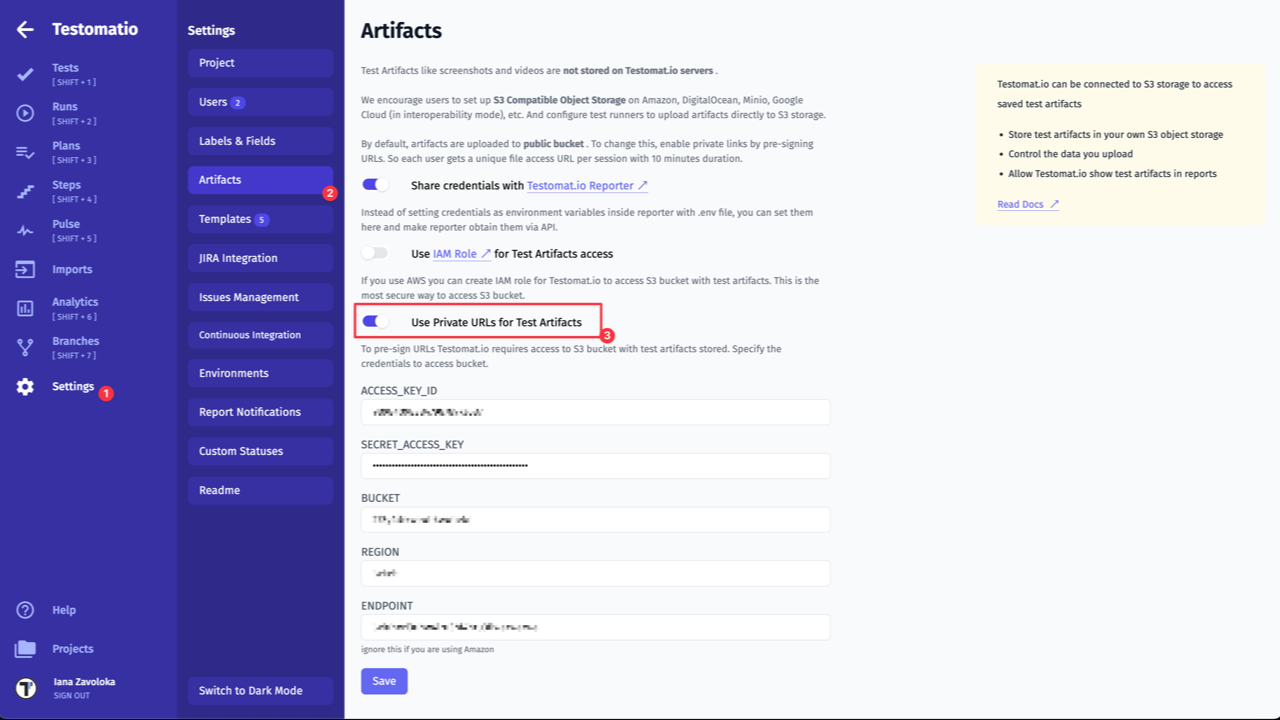 Testomatio
Tests
[ SHIFT + 1 ]
Runs
[ SHIFT + 2 ]
Plans
[ SHIFT + 3 ]
Steps
[ SHIFT + 4 ]
Pulse
[ SHIFT + 5 ]
Imports
Analytics
[ SHIFT + 6 ]
Branches
[ SHIFT + 7 ]
Settings 1
Help
Projects
T
Iana Zavoloka
SIGN OUT
Settings
Project
Users 2
Labels & Fields
Artifacts
2
Templates 5
JIRA Integration
Issues Management
Continuous Integration
Environments
Report Notifications
Custom Statuses
Readme
Switch to Dark Mode
Artifacts
Test Artifacts like screenshots and videos are not stored on Testomat.io servers .
We encourage users to set up S3 Compatible Object Storage on Amazon, DigitalOcean, Minio, Google
Cloud (in interoperability mode), etc. And configure test runners to upload artifacts directly to S3 storage.
By default, artifacts are uploaded to public bucket . To change this, enable private links by pre-signing
URLs. So each user gets a unique file access URL per session with 10 minutes duration.
Share credentials with Testomat.io Reporter ↗
Instead of setting credentials as environment variables inside reporter with .env file, you can set them
here and make reporter obtain them via API.
Use IAM Role ↗ for Test Artifacts access
If you use AWS you can create IAM role for Testomat.io to access S3 bucket with test artifacts. This is the
most secure way to access S3 bucket.
Use Private URLs for Test Artifacts
3
To pre-sign URLs Testomat.io requires access to S3 bucket with test artifacts stored. Specify the
credentials to access bucket.
ACCESS_KEY_ID
SECRET_ACCESS_KEY
BUCKET
REGION
ENDPOINT
ignore this if you are using Amazon
Save
Testomat.io can be connected to S3 storage to access
saved test artifacts
• Store test artifacts in your own S3 object storage
• Control the data you upload
• Allow Testomat.io show test artifacts in reports
Read Docs ↗